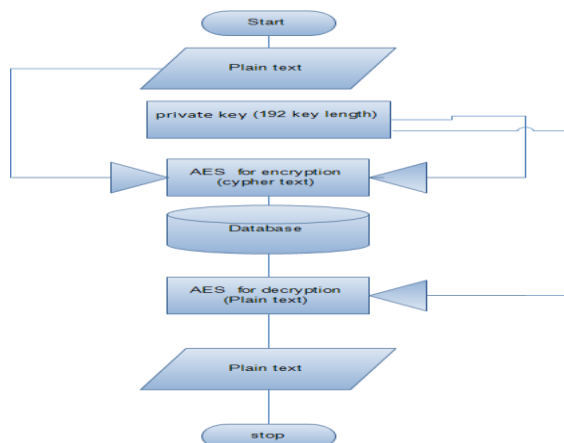 Start
Plain text
private key (192 key length)
AES for encryption
(cypher text)
Database
AES for decryption
(Plain text)
Plain text
stop